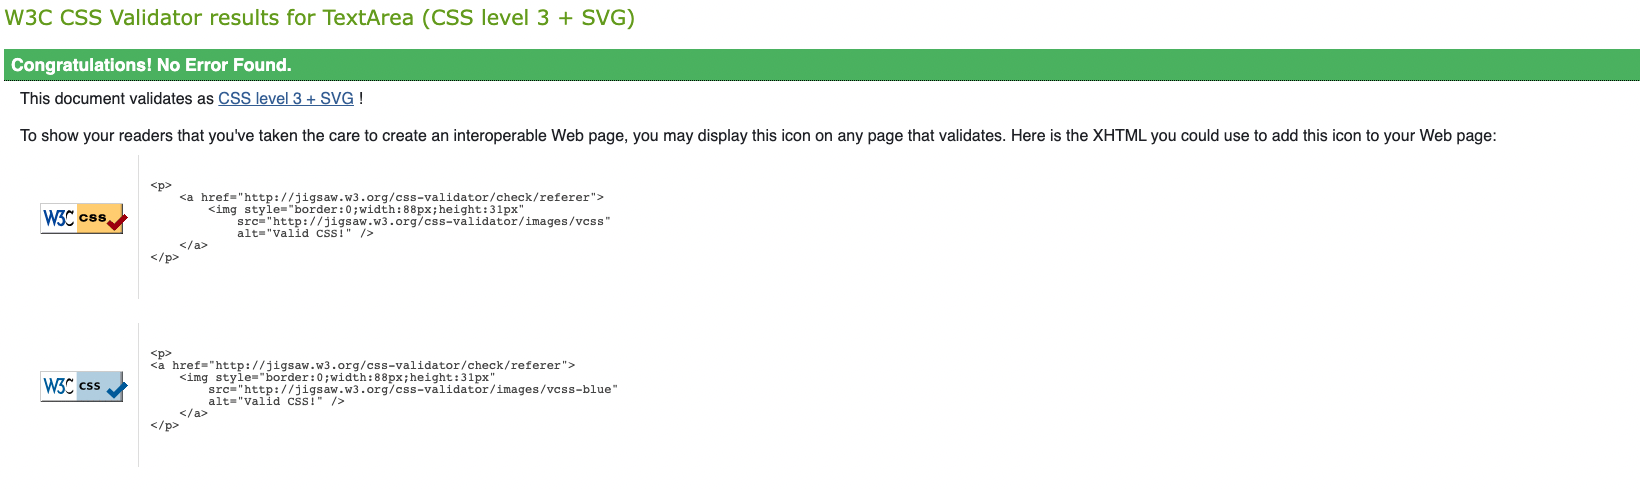 W3C CSS Validator results for TextArea (CSS level 3 + SVG)
Congratulations! No Error Found.
This document validates as CSS level 3 + SVG !
To show your readers that you've taken the care to create an interoperable Web page, you may display this icon on any page that validates. Here is the XHTML you could use to add this icon to your Web page:
W3C css
<p>
    <a href="http://jigsaw.w3.org/css-validator/check/referer">
        <img style="border:0;width:88px;height:31px"
            src="http://jigsaw.w3.org/css-validator/images/vcss"
            alt="Valid CSS!" />
    </a>
</p>
W3C css
<p>
<a href="http://jigsaw.w3.org/css-validator/check/referer">
    <img style="border:0;width:88px;height:31px"
        src="http://jigsaw.w3.org/css-validator/images/vcss-blue"
        alt="Valid CSS!" />
    </a>
</p>